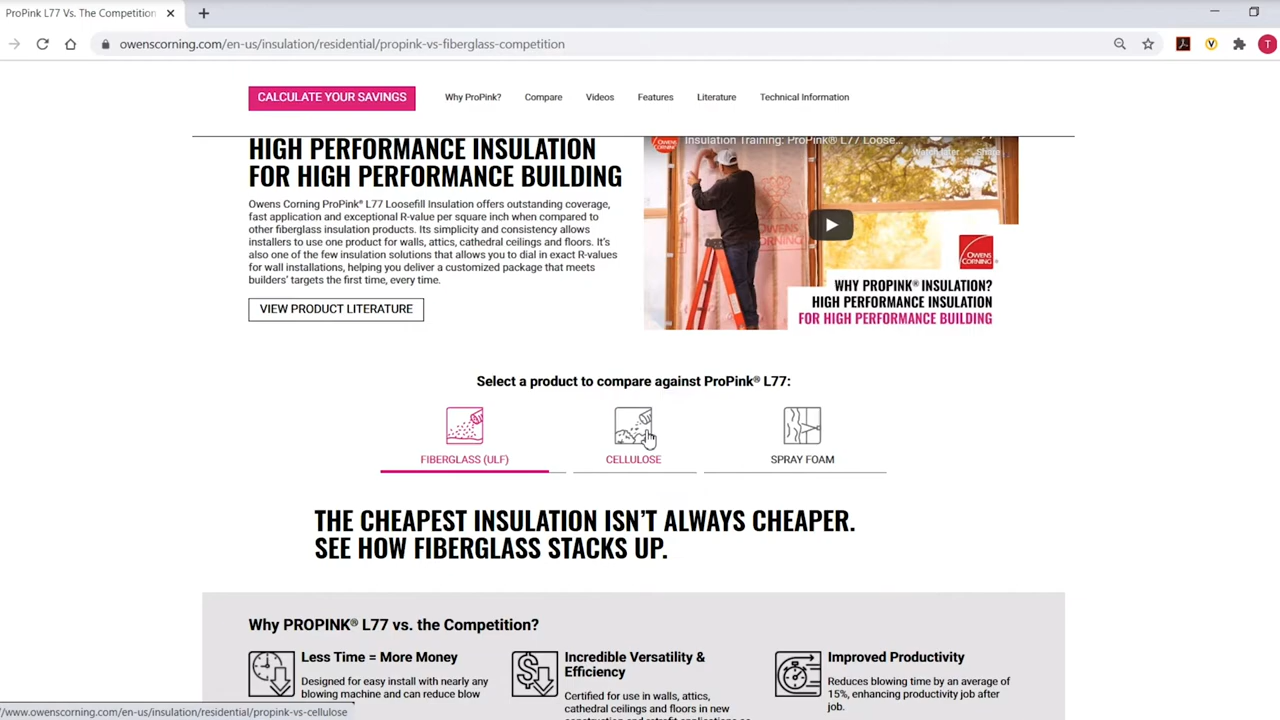 ProPink L77 Vs. The Competition
owenscorning.com/en-us/insulation/residential/propink-vs-fiberglass-competition
T
CALCULATE YOUR SAVINGS
Why ProPink?
Compare
Videos
Features
Literature
Technical Information
HIGH PERFORMANCE INSULATION
FOR HIGH PERFORMANCE BUILDING
Owens Corning ProPink® L77 Loosefill Insulation offers outstanding coverage,
fast application and exceptional R-value per square inch when compared to
other fiberglass insulation products. Its simplicity and consistency allows
installers to use one product for walls, attics, cathedral ceilings and floors. It's
also one of the few insulation solutions that allows you to dial in exact R-values
for wall installations, helping you deliver a customized package that meets
builders' targets the first time, every time.
VIEW PRODUCT LITERATURE
Insulation Training: ProPink® L77 Loose...
Watch later
Share
OWENS CORNING
WHY PROPINK® INSULATION?
HIGH PERFORMANCE INSULATION
FOR HIGH PERFORMANCE BUILDING
Select a product to compare against ProPink® L77:
FIBERGLASS (ULF)
CELLULOSE
SPRAY FOAM
THE CHEAPEST INSULATION ISN'T ALWAYS CHEAPER.
SEE HOW FIBERGLASS STACKS UP.
Why PROPINK® L77 vs. the Competition?
Less Time = More Money
Designed for easy install with nearly any
blowing machine and can reduce blow
Incredible Versatility &
Efficiency
Certified for use in walls, attics,
cathedral ceilings and floors in new
Improved Productivity
Reduces blowing time by an average of
15%, enhancing productivity job after
job.
/www.owenscorning.com/en-us/insulation/residential/propink-vs-cellulose